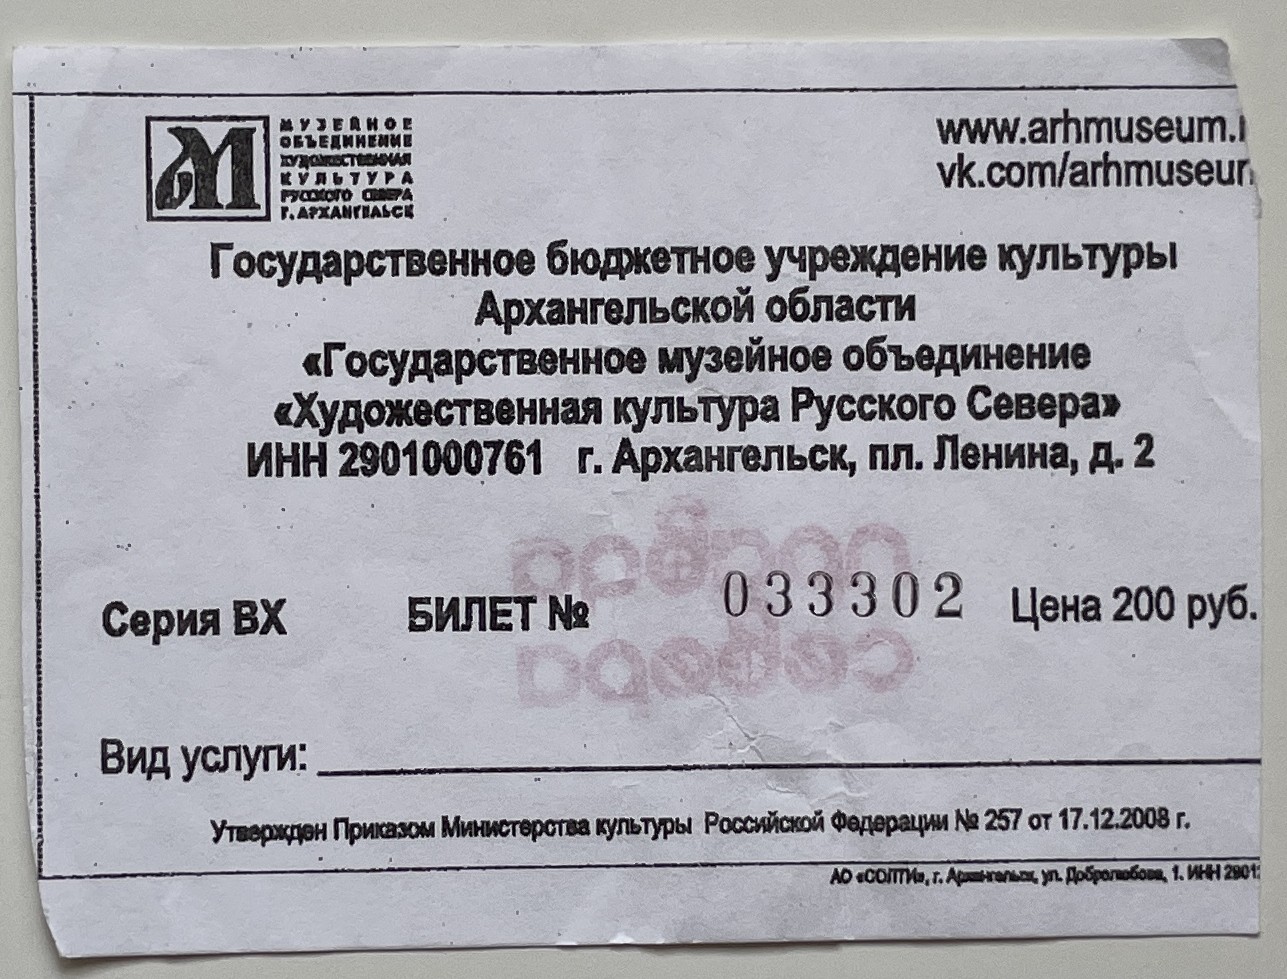 М
МУЗЕЙНОЕ
ОБЪЕДИНЕНИЕ
ХУДОЖЕСТВЕННАЯ
КУЛЬТУРА
РУССКОГО СЕВЕРА
Г. АРХАНГЕЛЬСК
www.arhmuseum.
vk.com/arhmuseum
Государственное бюджетное учреждение культуры
Архангельской области
«Государственное музейное объединение
«Художественная культура Русского Севера»
ИНН 2901000761 г. Архангельск, пл. Ленина, д. 2
Серия ВХ БИЛЕТ № 033302 Цена 200 руб.
Вид услуги:
Утвержден Приказом Министерства культуры Российской Федерации № 257 от 17.12.2008 г.
АО «СОЛТИ», г. Архангельск, ул. Добролюбова, 1. ИНН 2901